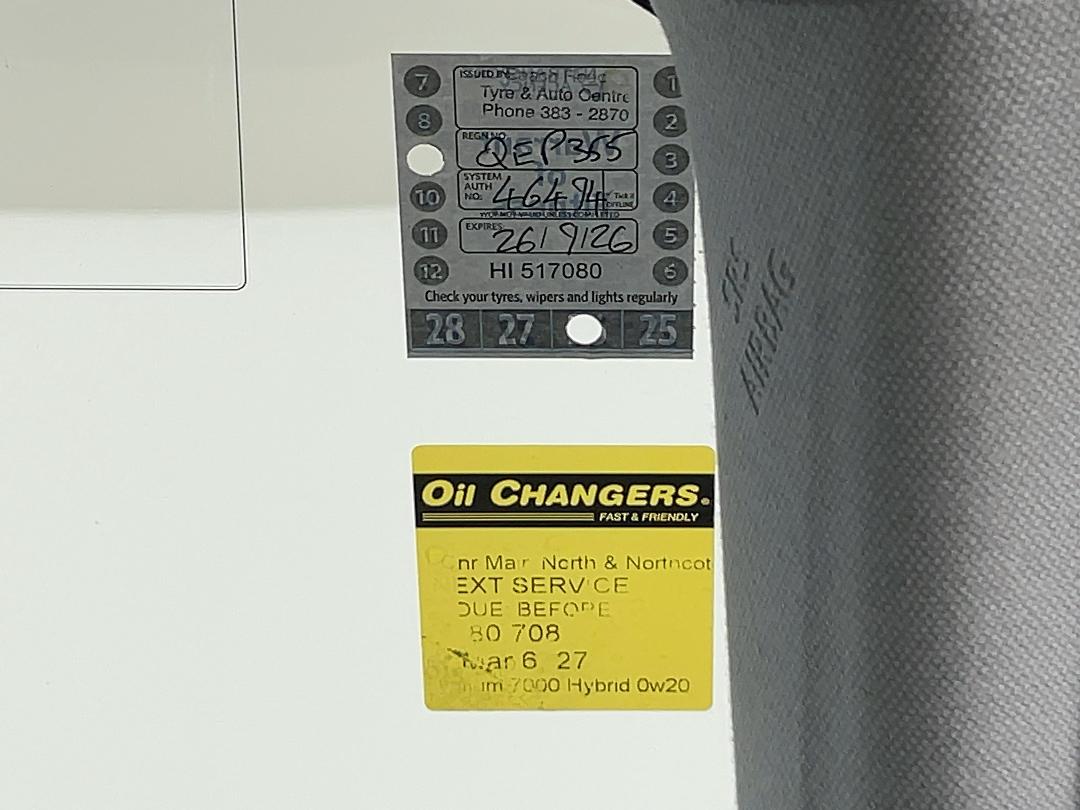 7 ISSUED BY 1
Tyre & Auto Centre
8 Phone 383 - 2870 2
REGN NO. QEP355 3
SYSTEM
10 AUTH 46494 4
NO:
11 EXPIRES 26/9/26 5
12 HI 517080 6
Check your tyres, wipers and lights regularly
28 27 25
SRS
AIRBAG
Oil CHANGERS.
FAST & FRIENDLY
Cnr Main North & Northcot
NEXT SERVICE
DUE BEFORE
80 708
Mar 6 27
7000 Hybrid 0w20